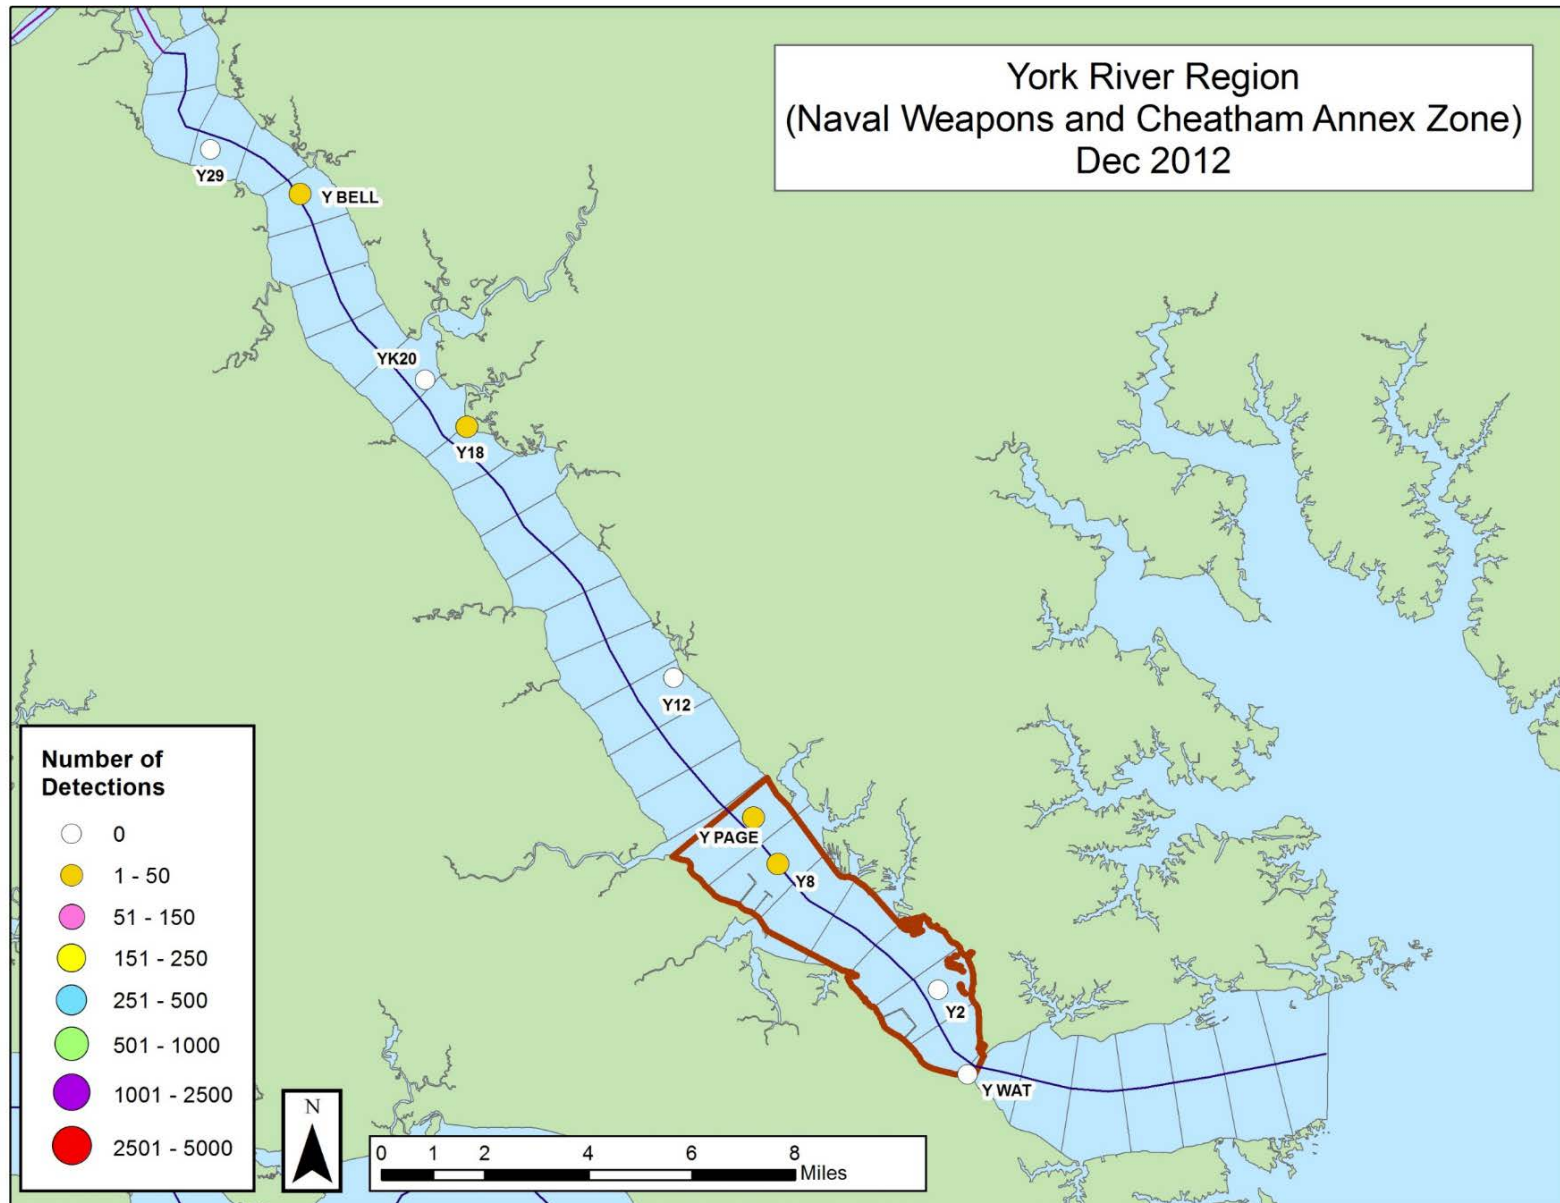 York River Region
(Naval Weapons and Cheatham Annex Zone)
Dec 2012
Y29
Y BELL
YK20
Y18
Y12
Y PAGE
Y8
Y2
Y WAT
Number of
Detections
0
1 - 50
51 - 150
151 - 250
251 - 500
501 - 1000
1001 - 2500
2501 - 5000
N
0 1 2 4 6 8
Miles